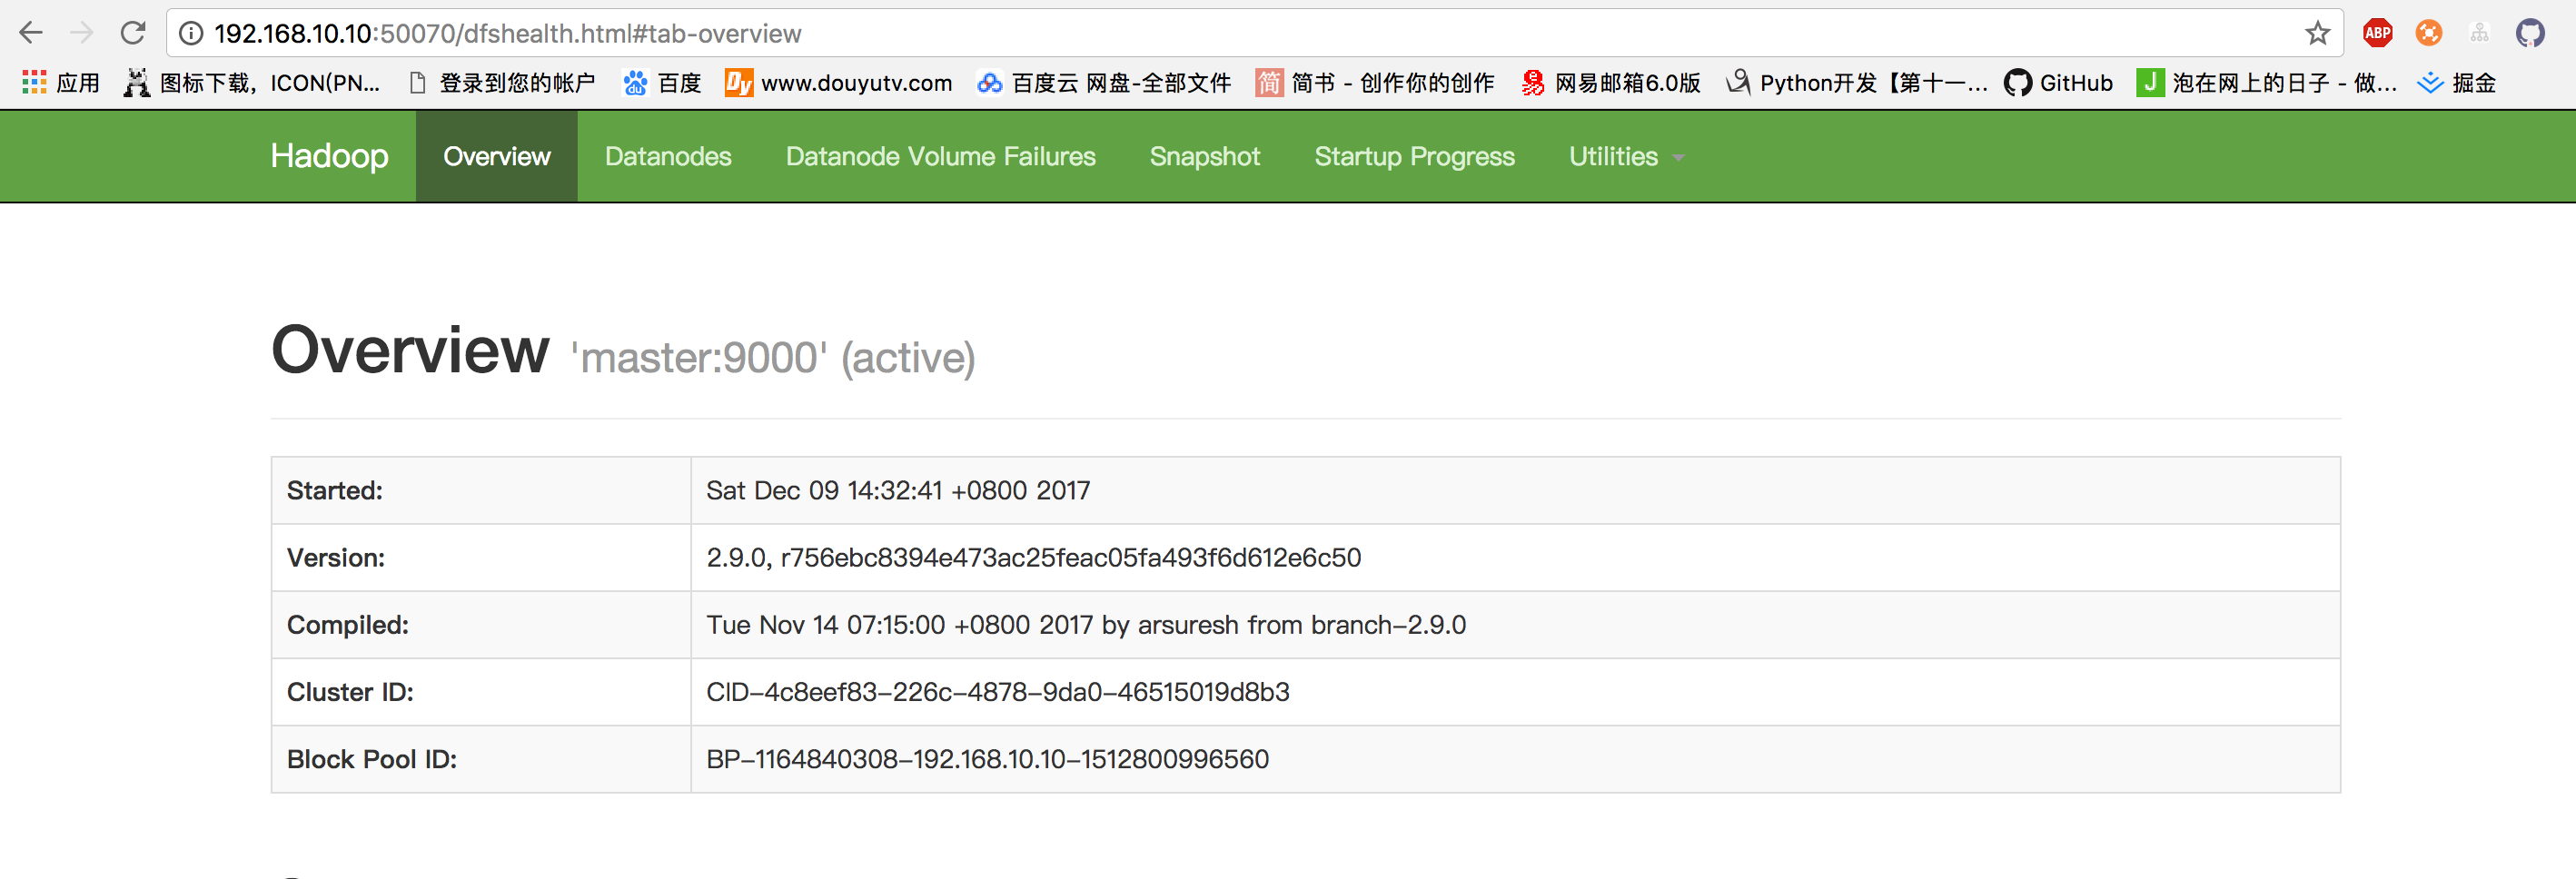 192.168.10.10:50070/dfshealth.html#tab-overview ABP
应用 图标下载，ICON(PN... 登录到您的帐户 du 百度 Dy www.douyutv.com 百度云 网盘-全部文件 简 简书 - 创作你的创作 易 网易邮箱6.0版 Python开发【第十一... GitHub J 泡在网上的日子 - 做... 掘金
Hadoop Overview Datanodes Datanode Volume Failures Snapshot Startup Progress Utilities
Overview 'master:9000' (active)
Started: Sat Dec 09 14:32:41 +0800 2017
Version: 2.9.0, r756ebc8394e473ac25feac05fa493f6d612e6c50
Compiled: Tue Nov 14 07:15:00 +0800 2017 by arsuresh from branch-2.9.0
Cluster ID: CID-4c8eef83-226c-4878-9da0-46515019d8b3
Block Pool ID: BP-1164840308-192.168.10.10-1512800996560